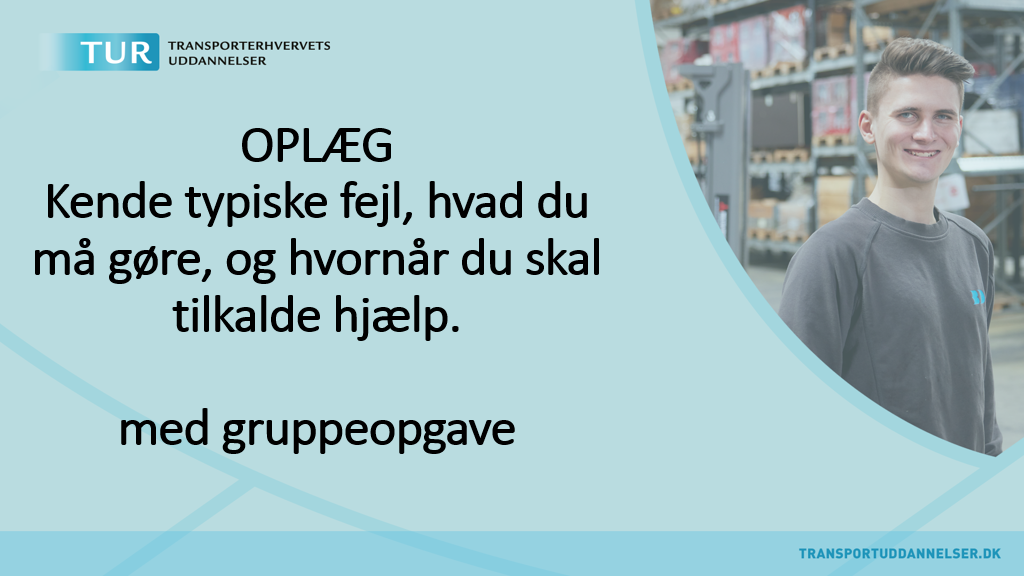 TUR
TRANSPORTERHVERVETS
UDDANNELSER
OPLÆG
Kende typiske fejl, hvad du
må gøre, og hvornår du skal
tilkalde hjælp.
med gruppeopgave
TRANSPORTUDDANNELSER.DK